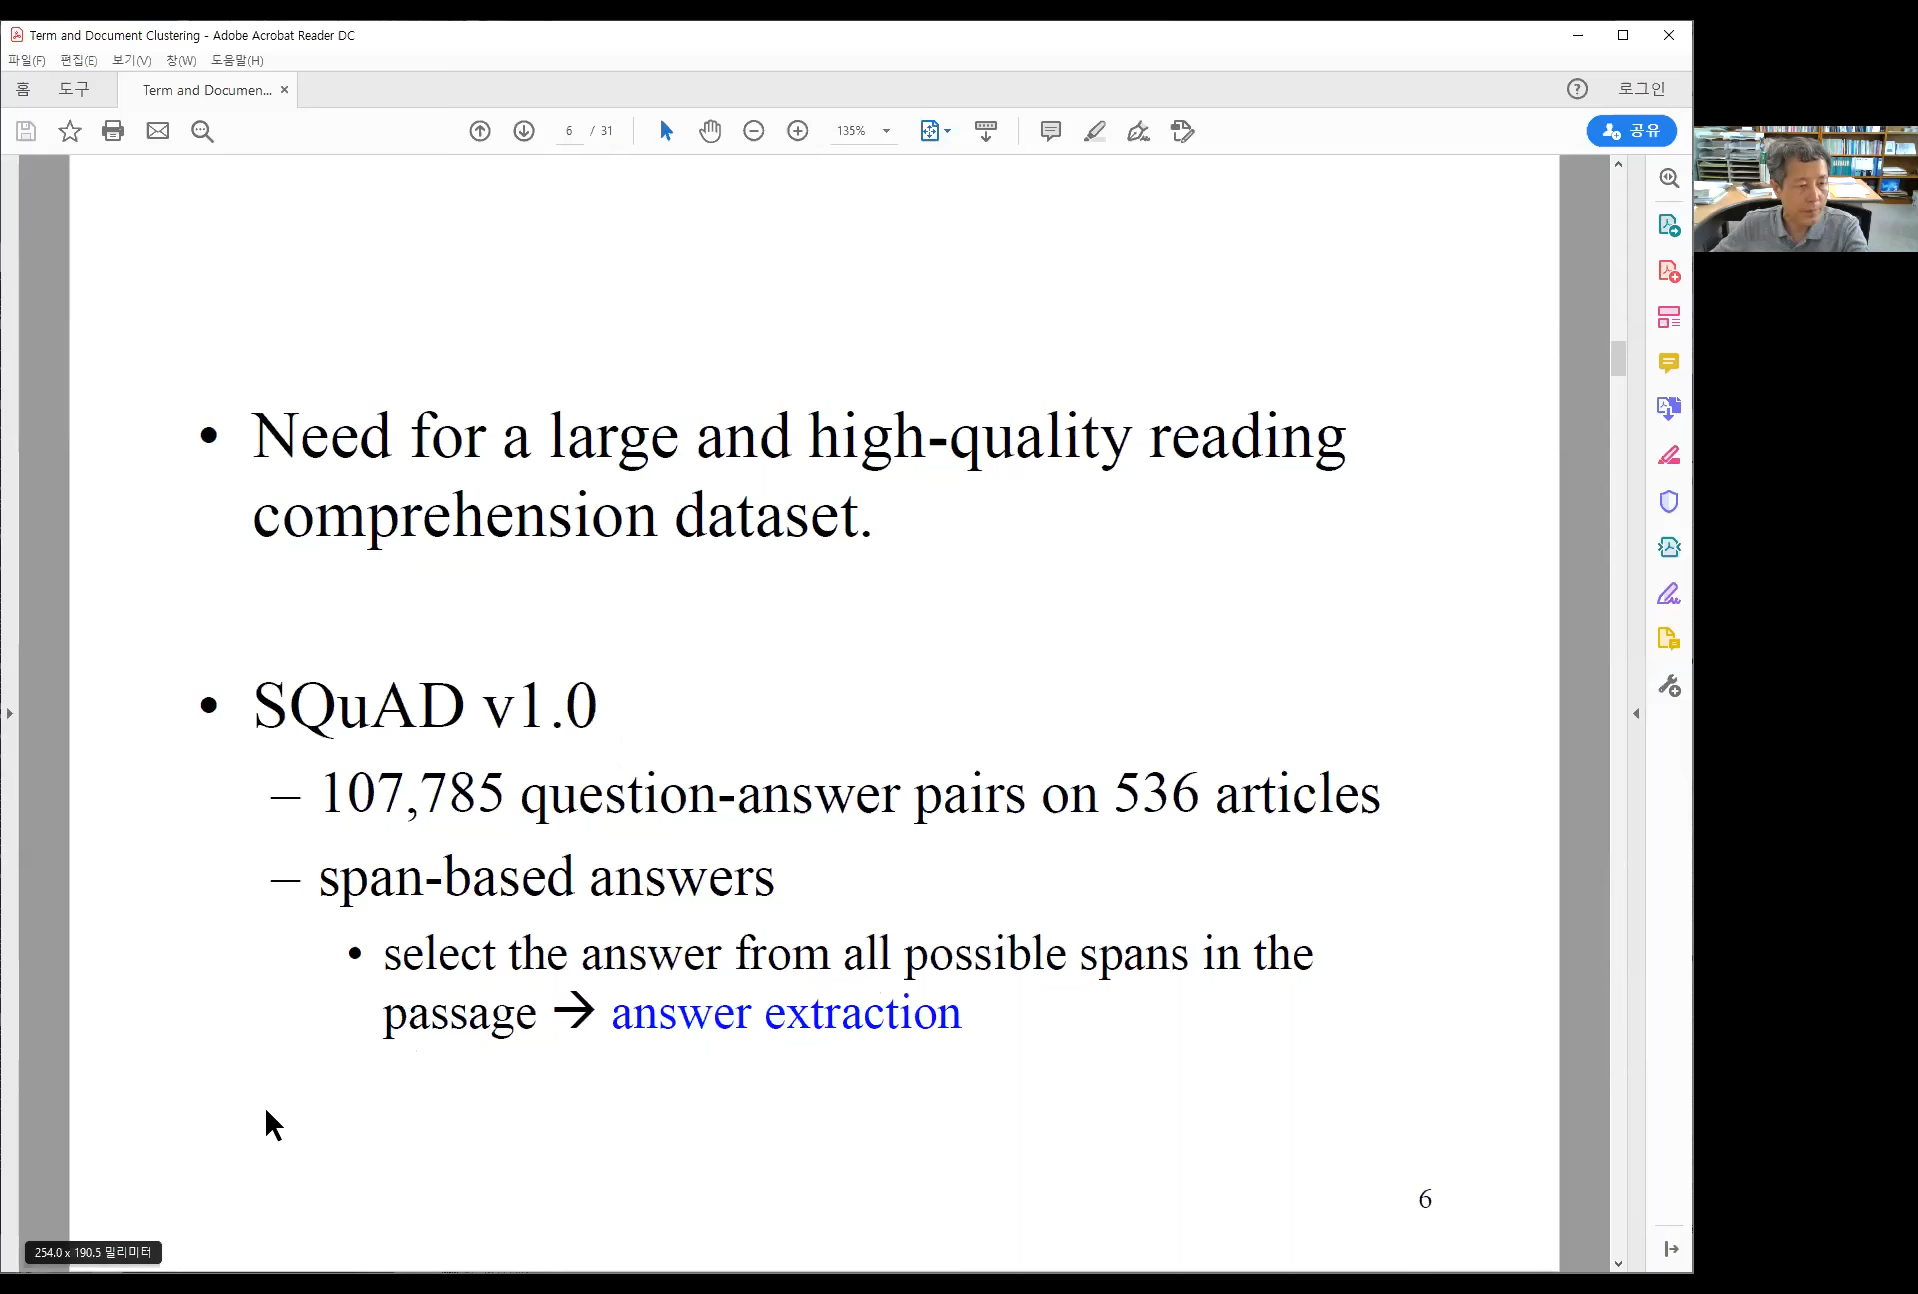 Term and Document Clustering - Adobe Acrobat Reader DC
파일(F) 편집(E) 보기(V) 창(W) 도움말(H)
홈 도구 Term and Documen... 로그인
6 / 31 135% 공유
• Need for a large and high-quality reading
comprehension dataset.
• SQuAD v1.0
– 107,785 question-answer pairs on 536 articles
– span-based answers
• select the answer from all possible spans in the
passage → answer extraction
6
254.0 x 190.5 밀리미터